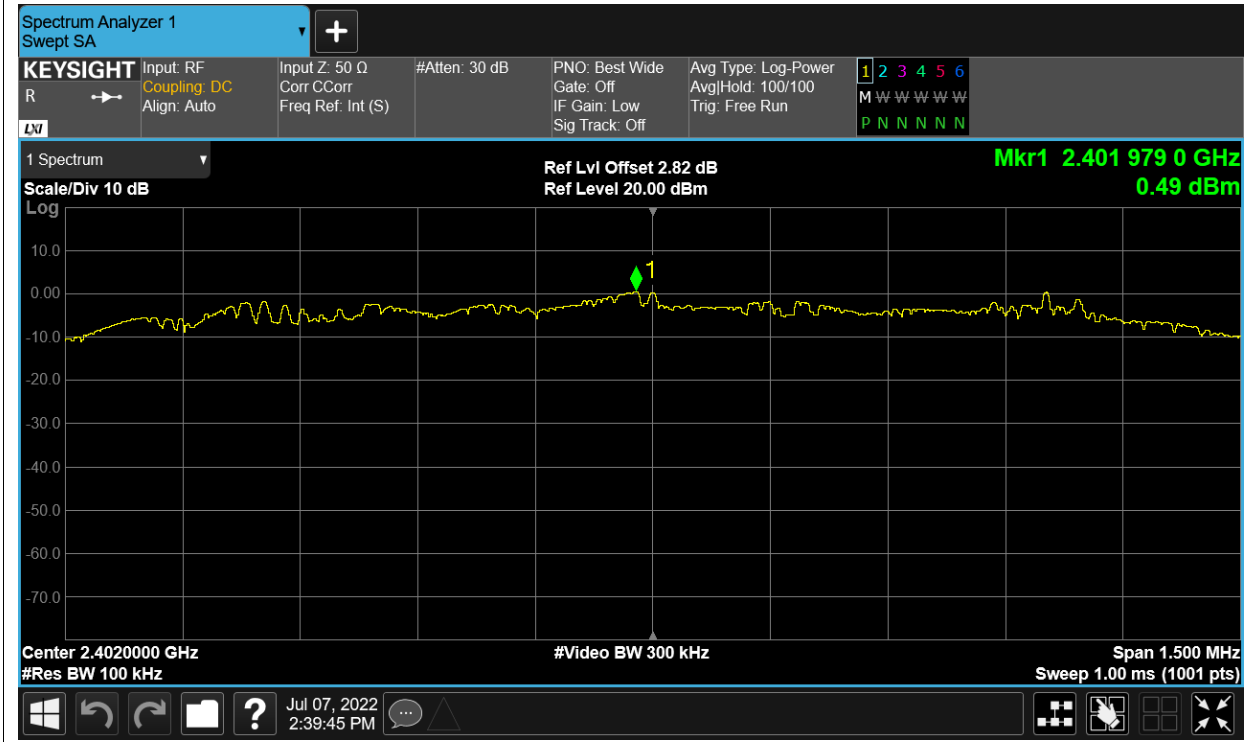 Spectrum Analyzer 1
Swept SA
+
KEYSIGHT
R
LXI
Input: RF
Coupling: DC
Align: Auto
Input Z: 50 Ω
Corr CCorr
Freq Ref: Int (S)
#Atten: 30 dB
PNO: Best Wide
Gate: Off
IF Gain: Low
Sig Track: Off
Avg Type: Log-Power
Avg|Hold: 100/100
Trig: Free Run
1 2 3 4 5 6
M W W W W W
P N N N N N
1 Spectrum
Scale/Div 10 dB
Log
Ref Lvl Offset 2.82 dB
Ref Level 20.00 dBm
Mkr1 2.401 979 0 GHz
0.49 dBm
10.0
0.00
-10.0
-20.0
-30.0
-40.0
-50.0
-60.0
-70.0
1
Center 2.4020000 GHz
#Res BW 100 kHz
#Video BW 300 kHz
Span 1.500 MHz
Sweep 1.00 ms (1001 pts)
?
Jul 07, 2022
2:39:45 PM